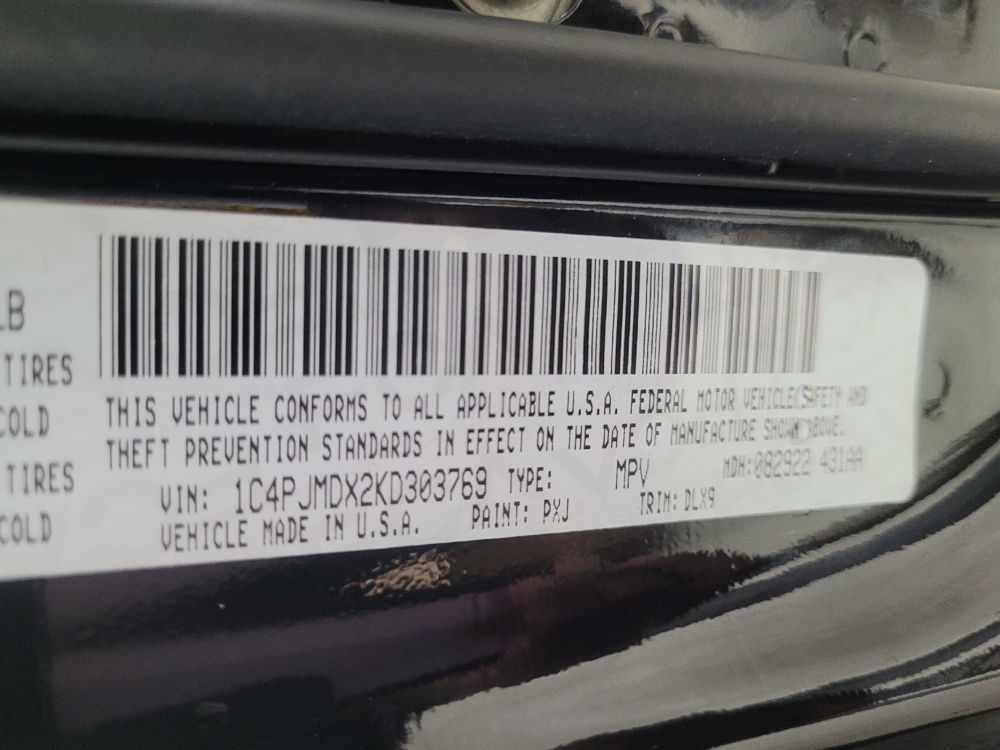 LB
TIRES
COLD
TIRES
COLD
THIS VEHICLE CONFORMS TO ALL APPLICABLE U.S.A. FEDERAL MOTOR VEHICLE SAFETY AND
THEFT PREVENTION STANDARDS IN EFFECT ON THE DATE OF MANUFACTURE SHOWN ABOVE.
VIN: 1C4PJMDX2KD303769 TYPE: MPV MDH:082922 431AA
VEHICLE MADE IN U.S.A. PAINT: PXJ TRIM: DLX9